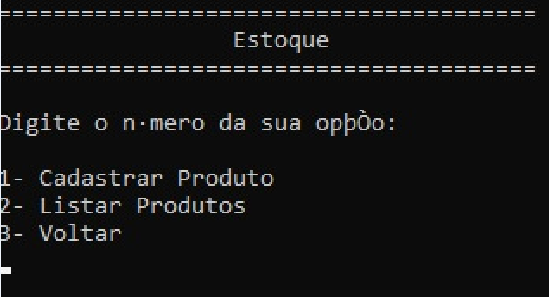 ========================================
Estoque
========================================
Digite o n·mero da sua opþÒo:
1- Cadastrar Produto
2- Listar Produtos
3- Voltar